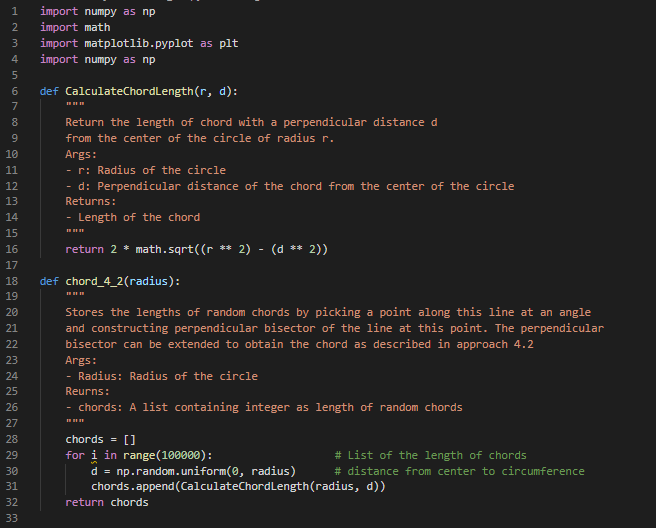 1 import numpy as np
2 import math
3 import matplotlib.pyplot as plt
4 import numpy as np
5
6 def CalculateChordLength(r, d):
7 """
8 Return the length of chord with a perpendicular distance d
9 from the center of the circle of radius r.
10 Args:
11 - r: Radius of the circle
12 - d: Perpendicular distance of the chord from the center of the circle
13 Returns:
14 - Length of the chord
15 """
16 return 2 * math.sqrt((r ** 2) - (d ** 2))
17
18 def chord_4_2(radius):
19 """
20 Stores the lengths of random chords by picking a point along this line at an angle
21 and constructing perpendicular bisector of the line at this point. The perpendicular
22 bisector can be extended to obtain the chord as described in approach 4.2
23 Args:
24 - Radius: Radius of the circle
25 Reurns:
26 - chords: A list containing integer as length of random chords
27 """
28 chords = []
29 for i in range(100000): # List of the length of chords
30 d = np.random.uniform(0, radius) # distance from center to circumference
31 chords.append(CalculateChordLength(radius, d))
32 return chords
33